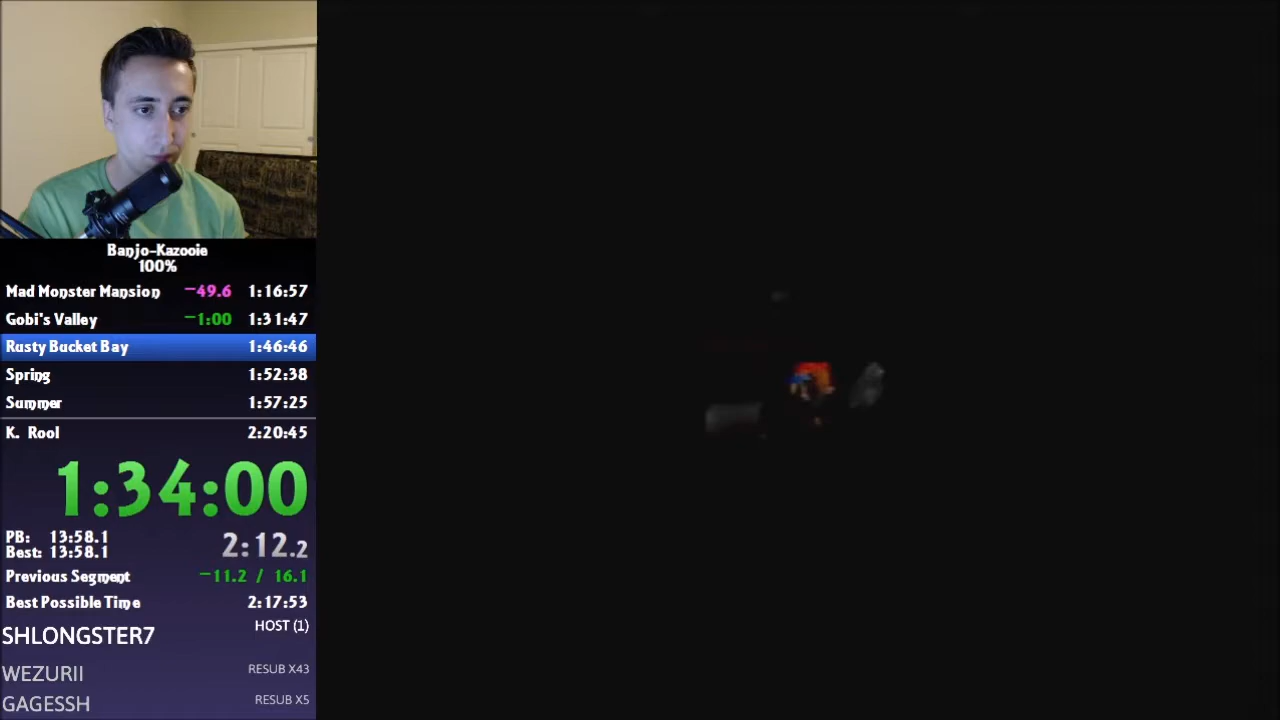 Banjo-Kazooie
100%
Mad Monster Mansion -49.6 1:16:57
Gobi's Valley -1:00 1:31:47
Rusty Bucket Bay 1:46:46
Spring 1:52:38
Summer 1:57:25
K. Rool 2:20:45
1:34:00
PB: 13:58.1
Best: 13:58.1
2:12.2
Previous Segment -11.2 / 16.1
Best Possible Time 2:17:53
SHLONGSTER7 HOST (1)
WEZURII RESUB X43
GAGESSH RESUB X5